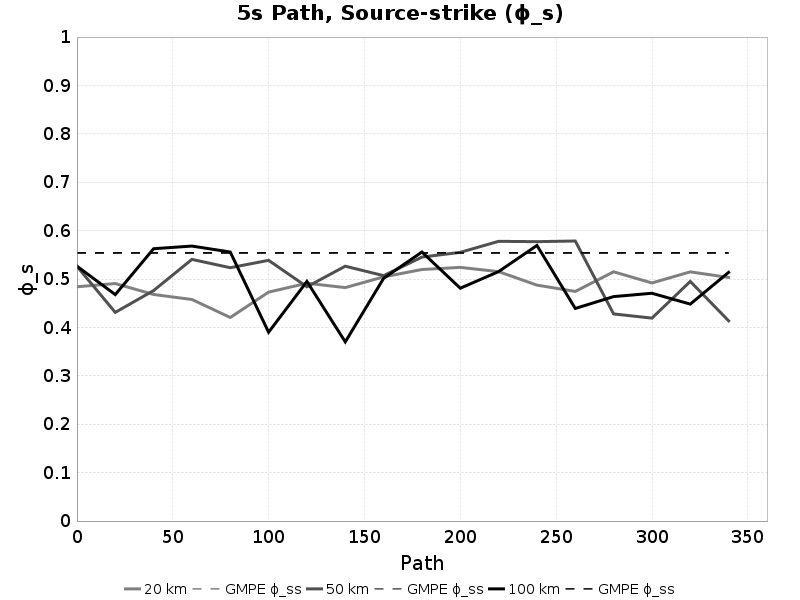 5s Path, Source-strike (ϕ_s)
1
0.9
0.8
0.7
0.6
0.5
0.4
0.3
0.2
0.1
0
ϕ_s
0 50 100 150 200 250 300 350
Path
20 km GMPE ϕ_ss 50 km GMPE ϕ_ss 100 km GMPE ϕ_ss